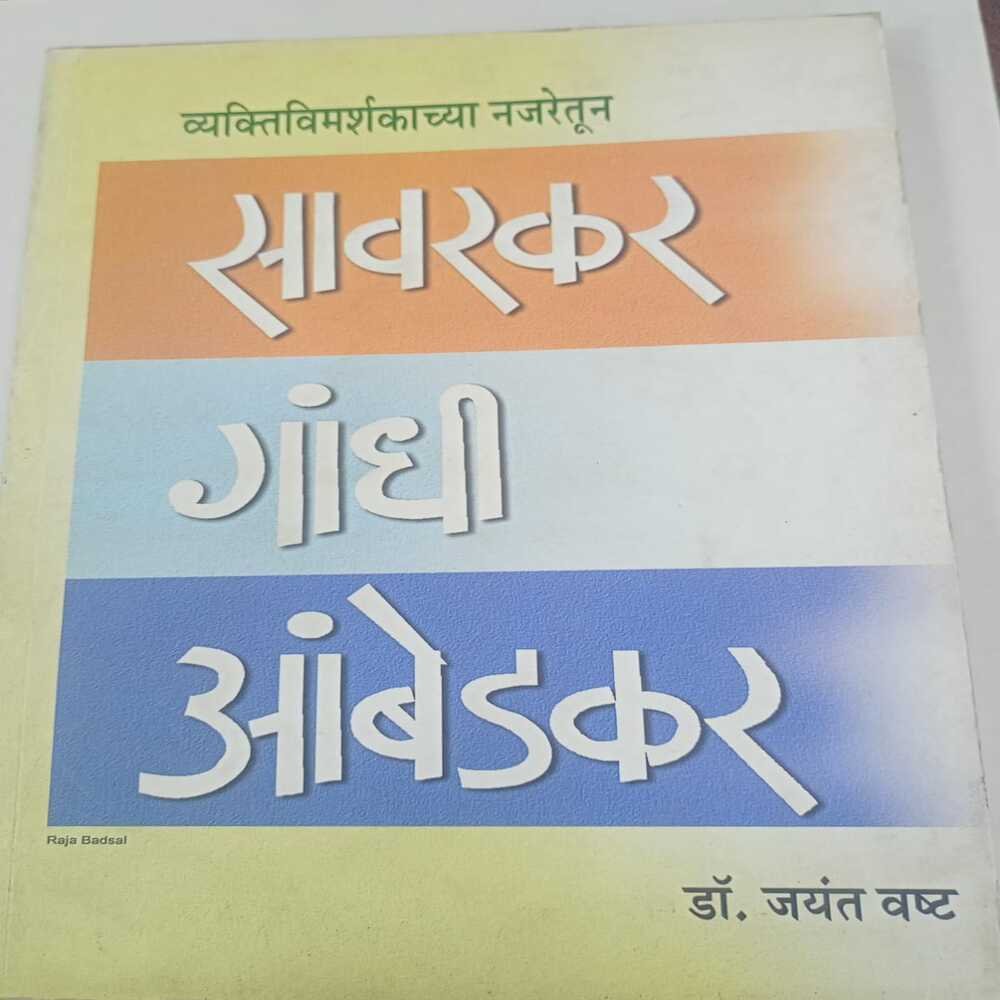 व्यक्तिविमर्शकाच्या नजरेतून
सावरकर
गांधी
आंबेडकर
Raja Badsal
डॉ. जयंत वष्ट